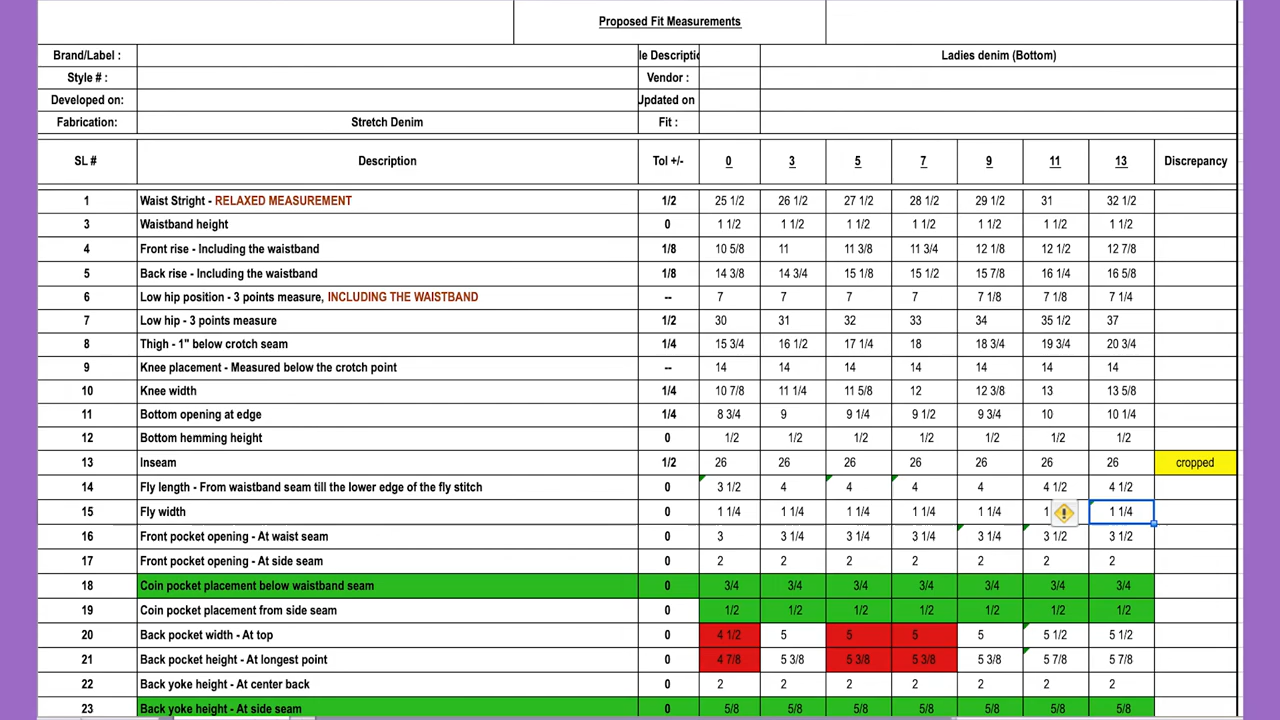 Proposed Fit Measurements
Brand/Label : le Descriptio Ladies denim (Bottom)
Style # : Vendor :
Developed on: Updated on
Fabrication: Stretch Denim Fit :
SL # Description Tol +/- 0 3 5 7 9 11 13 Discrepancy
1 Waist Stright - RELAXED MEASUREMENT 1/2 25 1/2 26 1/2 27 1/2 28 1/2 29 1/2 31 32 1/2
3 Waistband height 0 1 1/2 1 1/2 1 1/2 1 1/2 1 1/2 1 1/2 1 1/2
4 Front rise - Including the waistband 1/8 10 5/8 11 11 3/8 11 3/4 12 1/8 12 1/2 12 7/8
5 Back rise - Including the waistband 1/8 14 3/8 14 3/4 15 1/8 15 1/2 15 7/8 16 1/4 16 5/8
6 Low hip position - 3 points measure, INCLUDING THE WAISTBAND -- 7 7 7 7 7 1/8 7 1/8 7 1/4
7 Low hip - 3 points measure 1/2 30 31 32 33 34 35 1/2 37
8 Thigh - 1" below crotch seam 1/4 15 3/4 16 1/2 17 1/4 18 18 3/4 19 3/4 20 3/4
9 Knee placement - Measured below the crotch point -- 14 14 14 14 14 14 14
10 Knee width 1/4 10 7/8 11 1/4 11 5/8 12 12 3/8 13 13 5/8
11 Bottom opening at edge 1/4 8 3/4 9 9 1/4 9 1/2 9 3/4 10 10 1/4
12 Bottom hemming height 0 1/2 1/2 1/2 1/2 1/2 1/2 1/2
13 Inseam 1/2 26 26 26 26 26 26 26 cropped
14 Fly length - From waistband seam till the lower edge of the fly stitch 0 3 1/2 4 4 4 4 4 1/2 4 1/2
15 Fly width 0 1 1/4 1 1/4 1 1/4 1 1/4 1 1/4 1 1 1/4
16 Front pocket opening - At waist seam 0 3 3 1/4 3 1/4 3 1/4 3 1/4 3 1/2 3 1/2
17 Front pocket opening - At side seam 0 2 2 2 2 2 2 2
18 Coin pocket placement below waistband seam 0 3/4 3/4 3/4 3/4 3/4 3/4 3/4
19 Coin pocket placement from side seam 0 1/2 1/2 1/2 1/2 1/2 1/2 1/2
20 Back pocket width - At top 0 4 1/2 5 5 5 5 5 1/2 5 1/2
21 Back pocket height - At longest point 0 4 7/8 5 3/8 5 3/8 5 3/8 5 3/8 5 7/8 5 7/8
22 Back yoke height - At center back 0 2 2 2 2 2 2 2
23 Back yoke height - At side seam 0 5/8 5/8 5/8 5/8 5/8 5/8 5/8